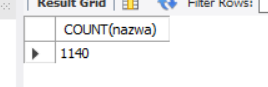 Result Grid
Filter Rows:
COUNT(nazwa)
1140